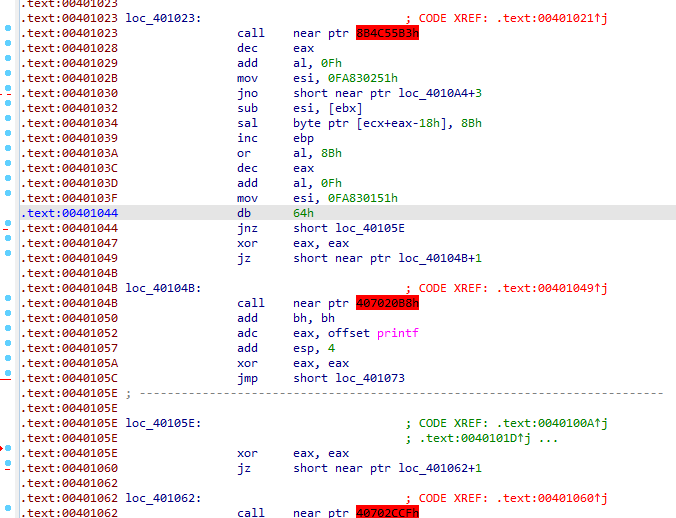 .text:00401023
.text:00401023 loc_401023: ; CODE XREF: .text:00401021↑j
.text:00401023 call near ptr 8B4C55B3h
.text:00401028 dec eax
.text:00401029 add al, 0Fh
.text:0040102B mov esi, 0FA830251h
.text:00401030 jno short near ptr loc_4010A4+3
.text:00401032 sub esi, [ebx]
.text:00401034 sal byte ptr [ecx+eax-18h], 8Bh
.text:00401039 inc ebp
.text:0040103A or al, 8Bh
.text:0040103C dec eax
.text:0040103D add al, 0Fh
.text:0040103F mov esi, 0FA830151h
.text:00401044 db 64h
.text:00401044 jnz short loc_40105E
.text:00401047 xor eax, eax
.text:00401049 jz short near ptr loc_40104B+1
.text:0040104B
.text:0040104B loc_40104B: ; CODE XREF: .text:00401049↑j
.text:0040104B call near ptr 407020B8h
.text:00401050 add bh, bh
.text:00401052 adc eax, offset printf
.text:00401057 add esp, 4
.text:0040105A xor eax, eax
.text:0040105C jmp short loc_401073
.text:0040105E ; ---------------------------------------------------------------------------
.text:0040105E
.text:0040105E loc_40105E: ; CODE XREF: .text:0040100A↑j
.text:0040105E ; .text:0040101D↑j ...
.text:0040105E xor eax, eax
.text:00401060 jz short near ptr loc_401062+1
.text:00401062
.text:00401062 loc_401062: ; CODE XREF: .text:00401060↑j
.text:00401062 call near ptr 40702CCFh